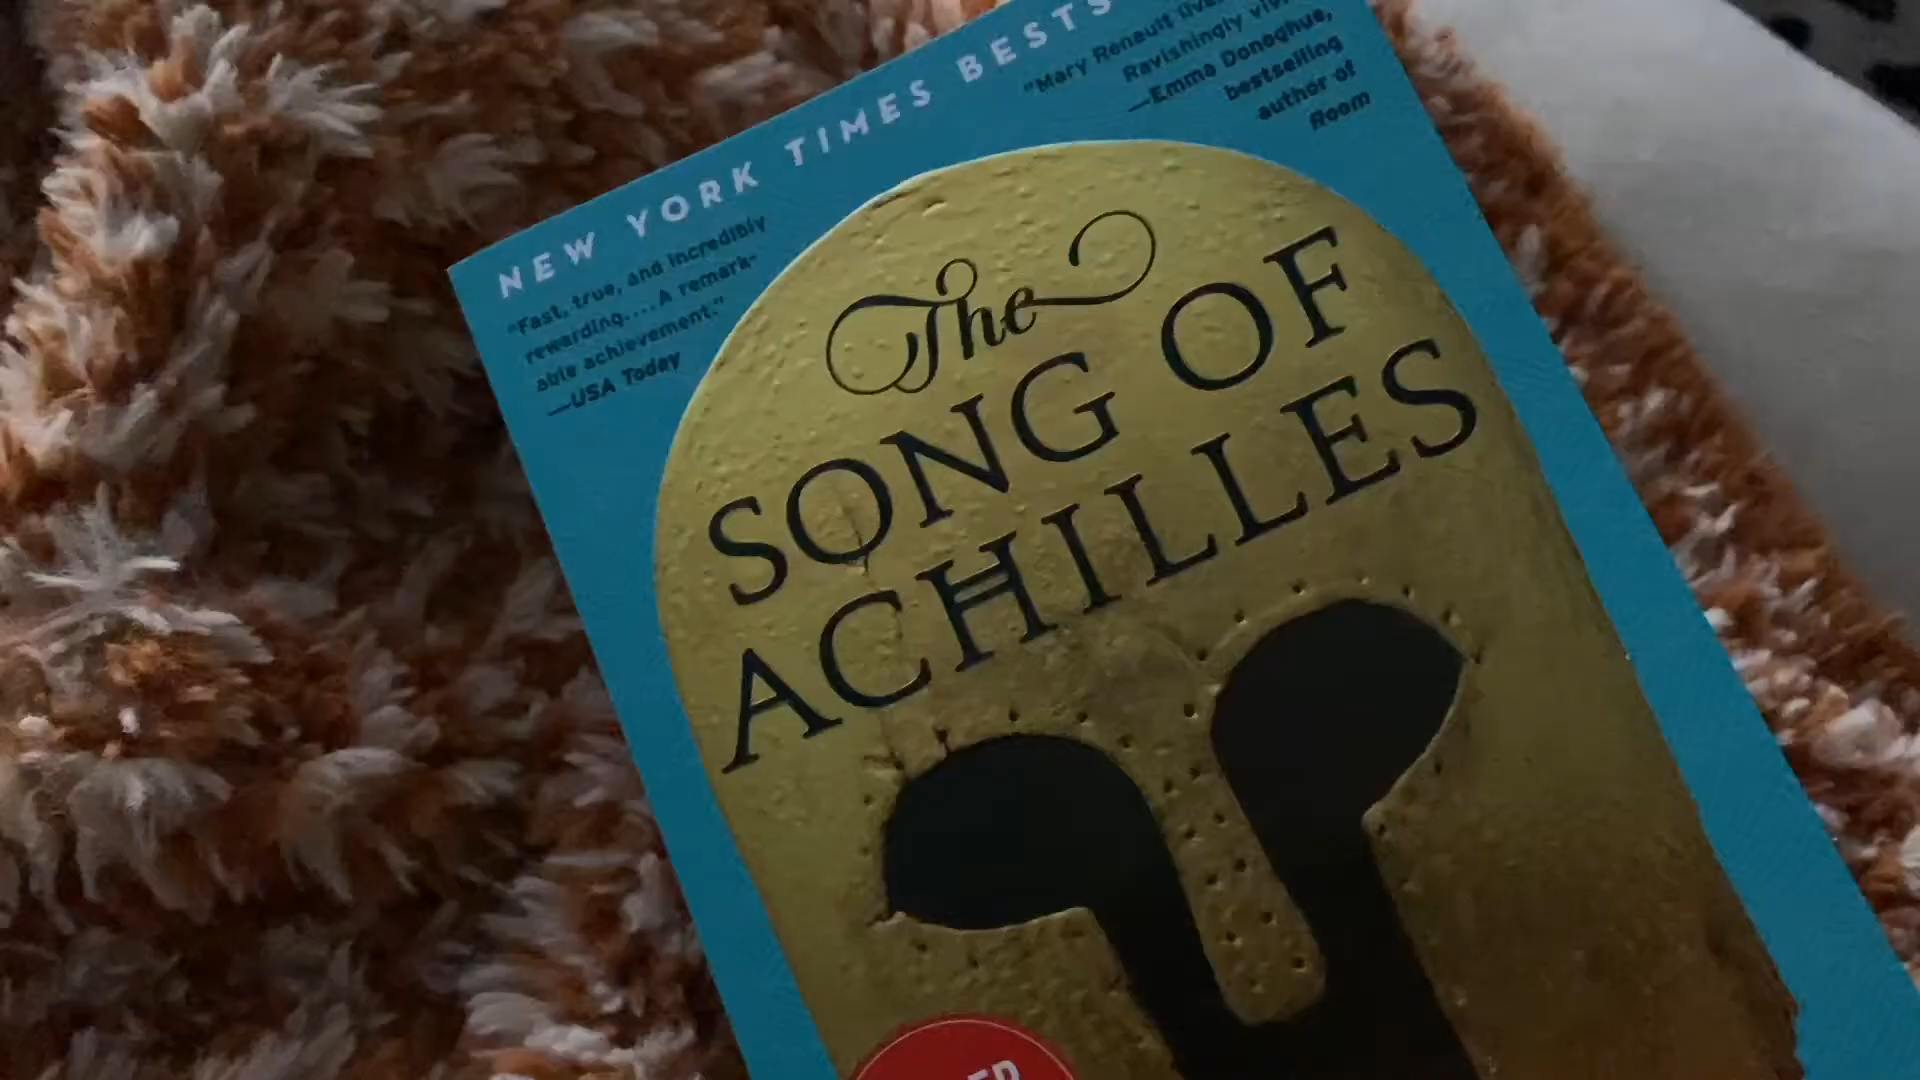 NEW YORK TIMES BESTS
"Fast, true, and incredibly
rewarding.... A remark-
able achievement."
—USA Today
"Mary Renault live
Ravishingly viv
—Emma Donoghue,
bestselling
author of
Room
The
SONG OF
ACHILLES